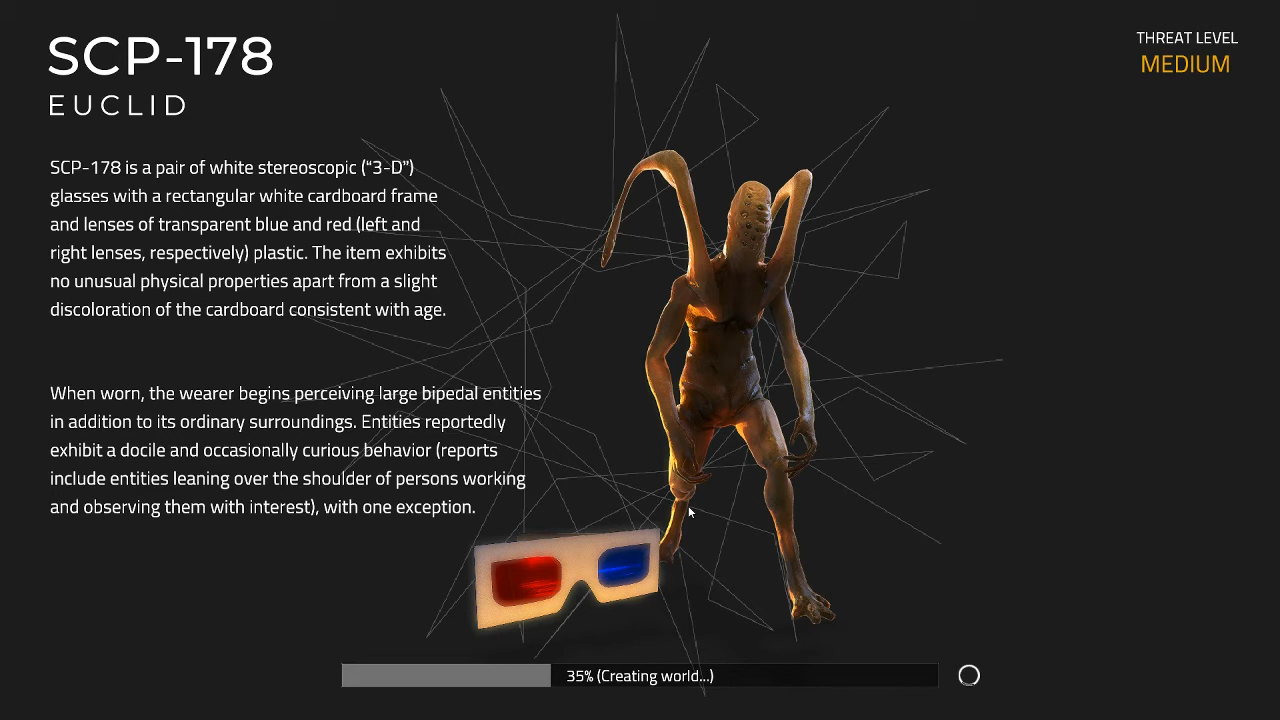 SCP-178
EUCLID
THREAT LEVEL
MEDIUM
SCP-178 is a pair of white stereoscopic (“3-D”)
glasses with a rectangular white cardboard frame
and lenses of transparent blue and red (left and
right lenses, respectively) plastic. The item exhibits
no unusual physical properties apart from a slight
discoloration of the cardboard consistent with age.
When worn, the wearer begins perceiving large bipedal entities
in addition to its ordinary surroundings. Entities reportedly
exhibit a docile and occasionally curious behavior (reports
include entities leaning over the shoulder of persons working
and observing them with interest), with one exception.
35% (Creating world...)